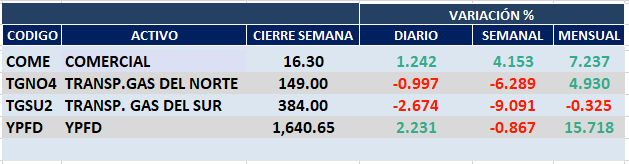 VARIACIÓN %
CODIGO ACTIVO CIERRE SEMANA DIARIO SEMANAL MENSUAL
COME COMERCIAL 16.30 1.242 4.153 7.237
TGNO4 TRANSP.GAS DEL NORTE 149.00 -0.997 -6.289 4.930
TGSU2 TRANSP. GAS DEL SUR 384.00 -2.674 -9.091 -0.325
YPFD YPFD 1,640.65 2.231 -0.867 15.718